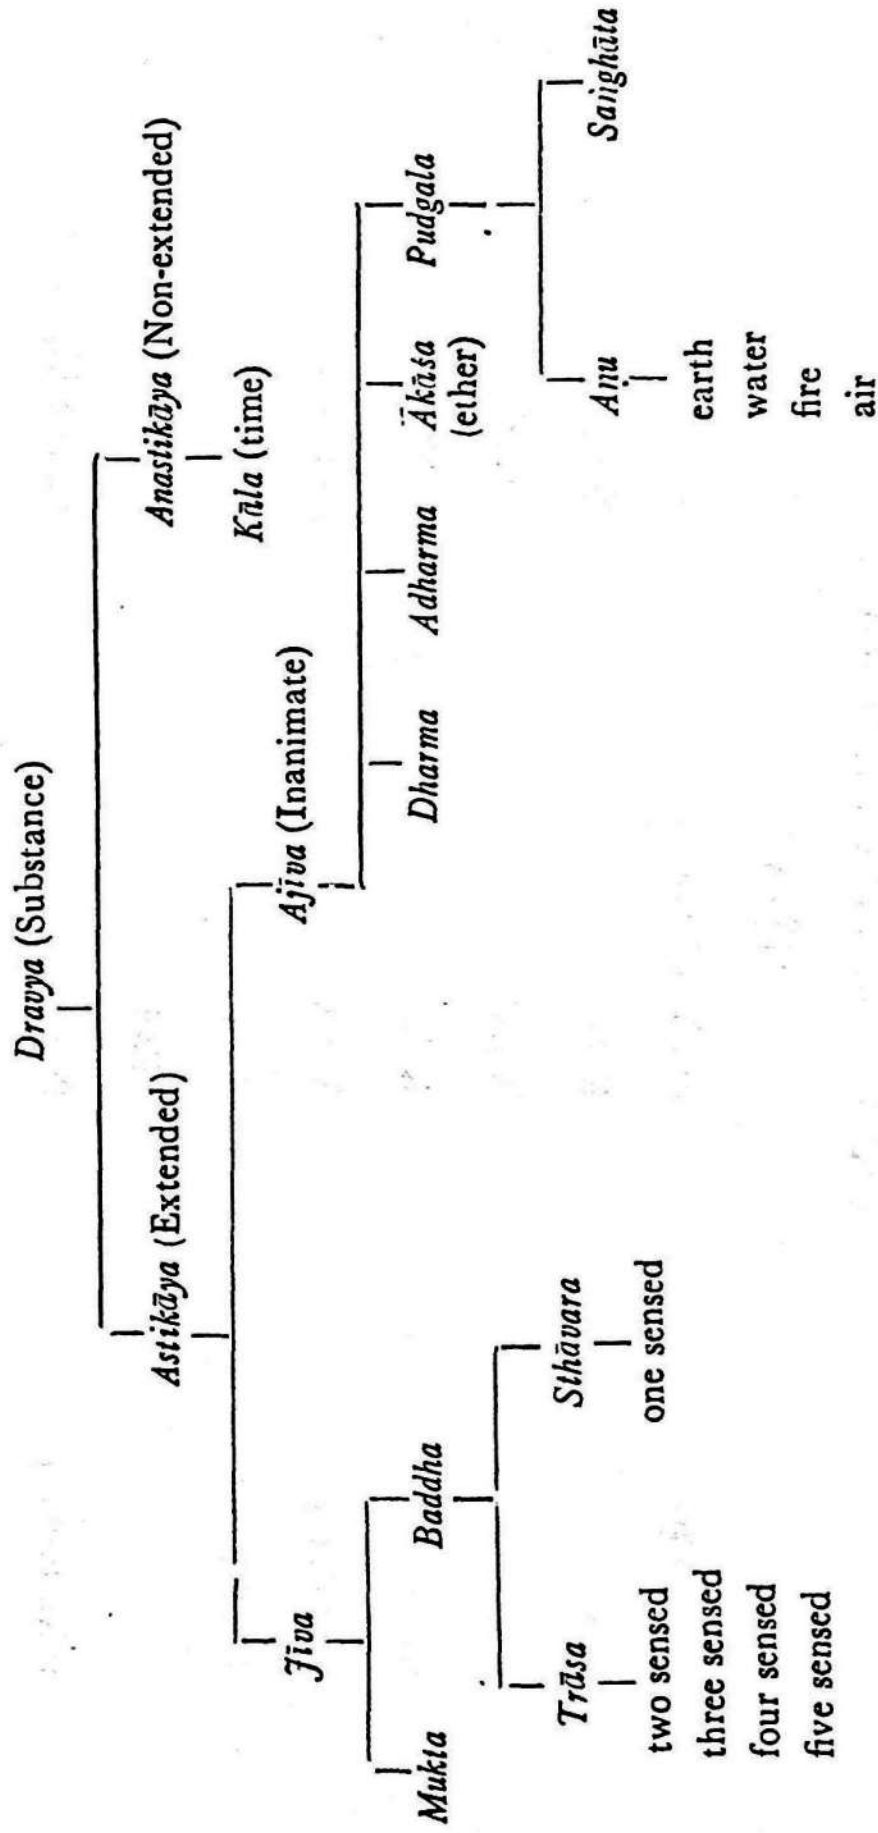 Dravya (Substance)
Astikāya (Extended)
Anastikāya (Non-extended)
Kāla (time)
Jīva
Ajīva (Inanimate)
Mukta
Baddha
Dharma
Adharma
Ākāśa
(ether)
Pudgala
Trāsa
Sthāvara
Aṇu
Saṅghāta
two sensed
three sensed
four sensed
five sensed
one sensed
earth
water
fire
air